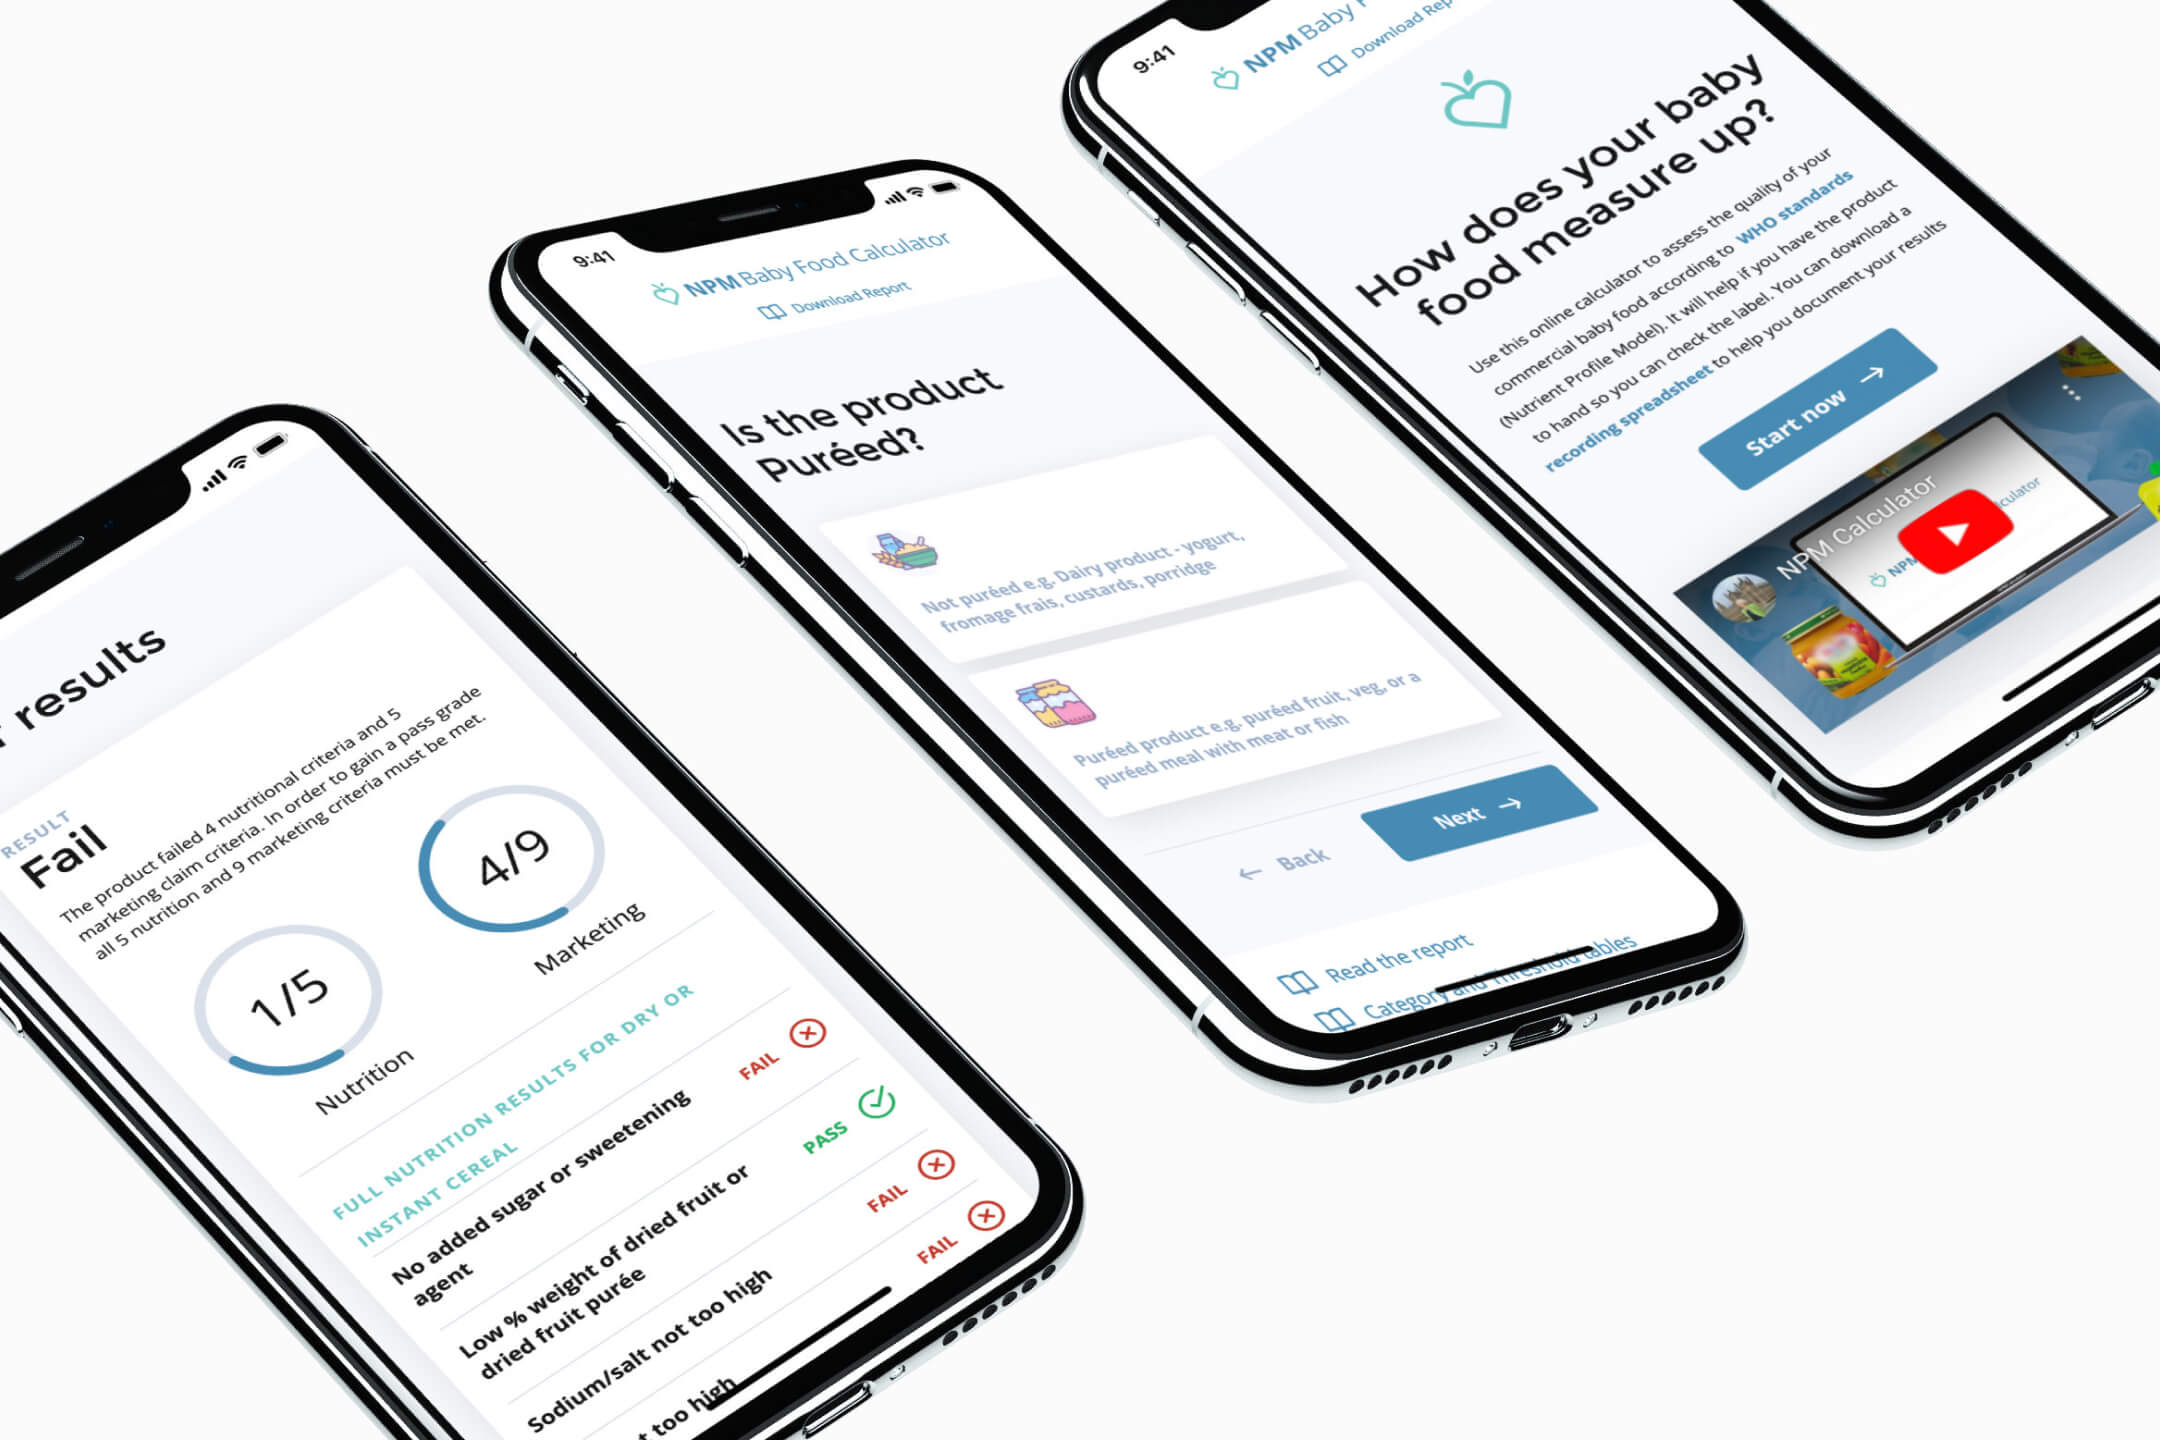 results
RESULT
Fail
The product failed 4 nutritional criteria and 5
marketing claim criteria. In order to gain a pass grade
all 5 nutrition and 9 marketing criteria must be met.
1/5
Nutrition
4/9
Marketing
FULL NUTRITION RESULTS FOR DRY OR
INSTANT CEREAL
No added sugar or sweetening
agent
FAIL
Low % weight of dried fruit or
dried fruit purée
PASS
Sodium/salt not too high
FAIL
too high
FAIL
9:41
NPM Baby Food Calculator
Download Report
Is the product
Puréed?
Not puréed e.g. Dairy product - yogurt,
fromage frais, custards, porridge
Puréed product e.g. puréed fruit, veg, or a
puréed meal with meat or fish
Back
Next
Read the report
Category and Threshold tables
9:41
NPM Baby
Download
How does your baby
food measure up?
Use this online calculator to assess the quality of your
commercial baby food according to WHO standards
(Nutrient Profile Model). It will help if you have the product
to hand so you can check the label. You can download a
recording spreadsheet to help you document your results
Start now
NPM Calculator